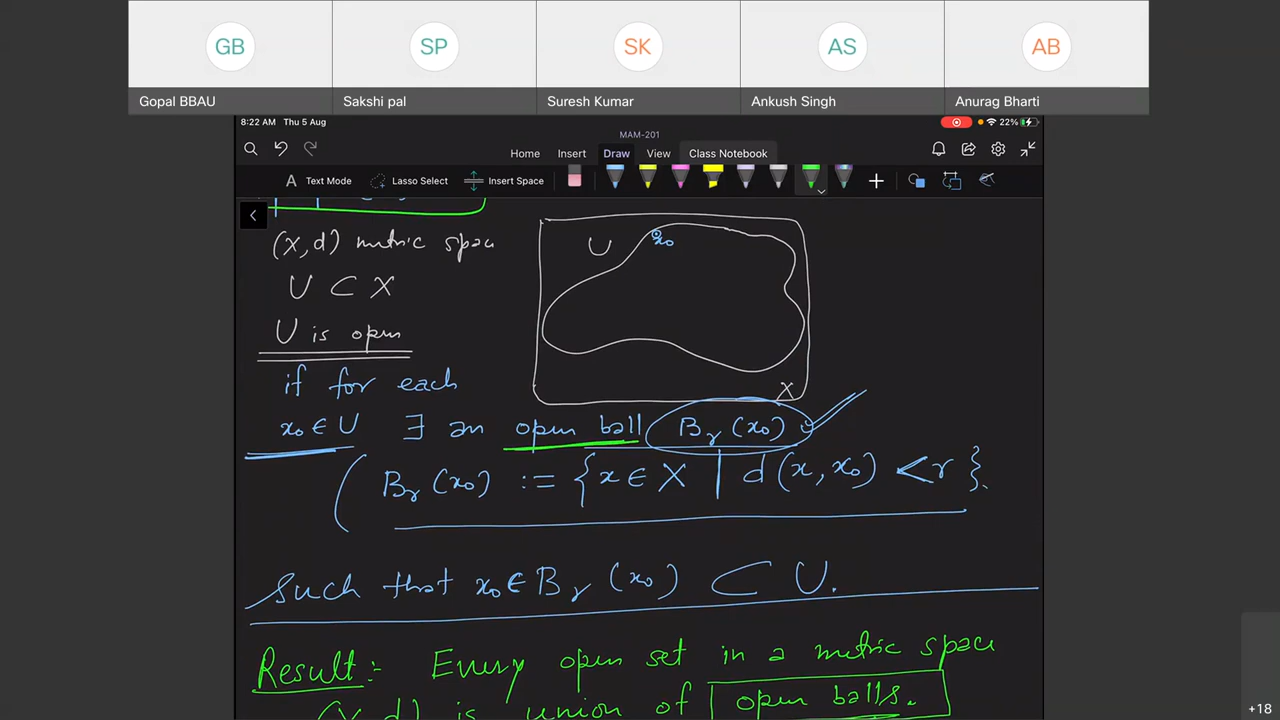 GB SP SK AS AB
Gopal BBAU Sakshi pal Suresh Kumar Ankush Singh Anurag Bharti
8:22 AM Thu 5 Aug 22%
MAM-201
Home Insert Draw View Class Notebook
Text Mode Lasso Select Insert Space
(X, d) metric space
U ⊂ X
U is open
U x₀
X
if for each
x₀ ∈ U ∃ an open ball Bᵣ(x₀)
( Bᵣ(x₀) := {x ∈ X | d(x, x₀) < r}.
Such that x₀ ∈ Bᵣ(x₀) ⊂ U.
Result:- Every open set in a metric space
(X, d) is union of open balls.
+18